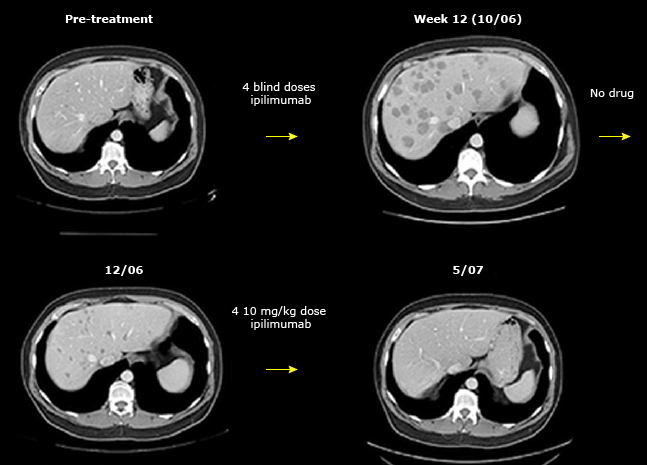 Pre-treatment
Week 12 (10/06)
4 blind doses
ipilimumab
No drug
12/06
5/07
4 10 mg/kg dose
ipilimumab